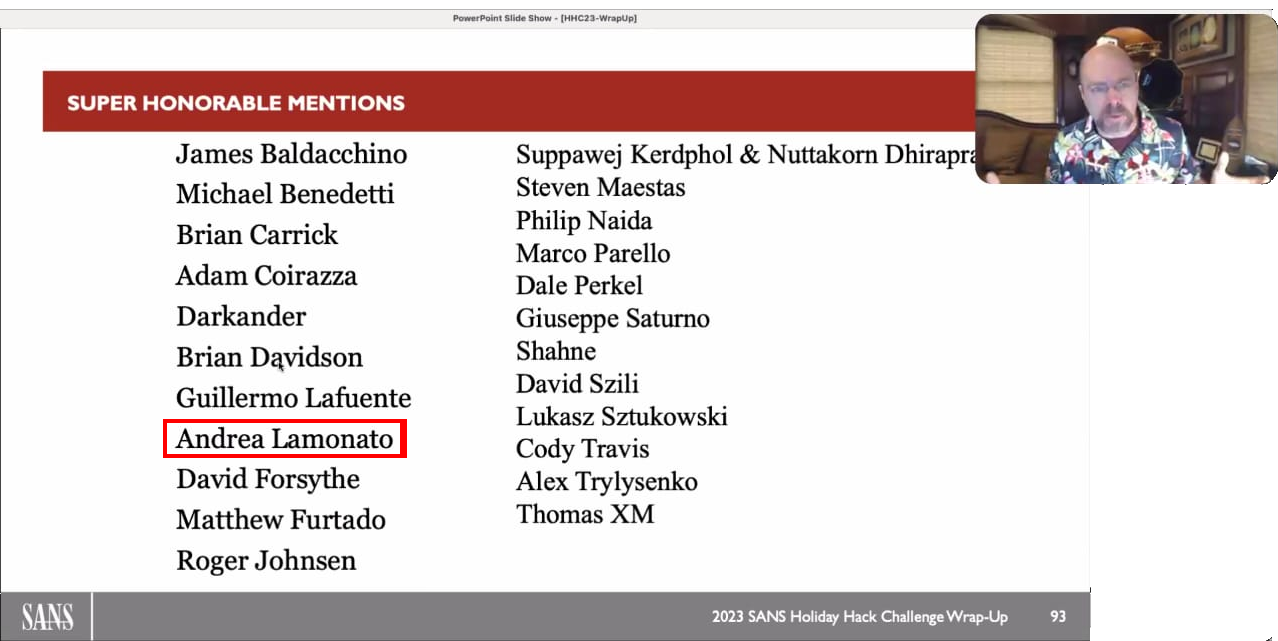 PowerPoint Slide Show - [HHC23-WrapUp]
SUPER HONORABLE MENTIONS
James Baldacchino
Michael Benedetti
Brian Carrick
Adam Coirazza
Darkander
Brian Davidson
Guillermo Lafuente
Andrea Lamonato
David Forsythe
Matthew Furtado
Roger Johnsen
Suppawej Kerdphol & Nuttakorn
Steven Maestas
Philip Naida
Marco Parello
Dale Perkel
Giuseppe Saturno
Shahne
David Szili
Lukasz Sztukowski
Cody Travis
Alex Trylysenko
Thomas XM
SANS
2023 SANS Holiday Hack Challenge Wrap-Up 93